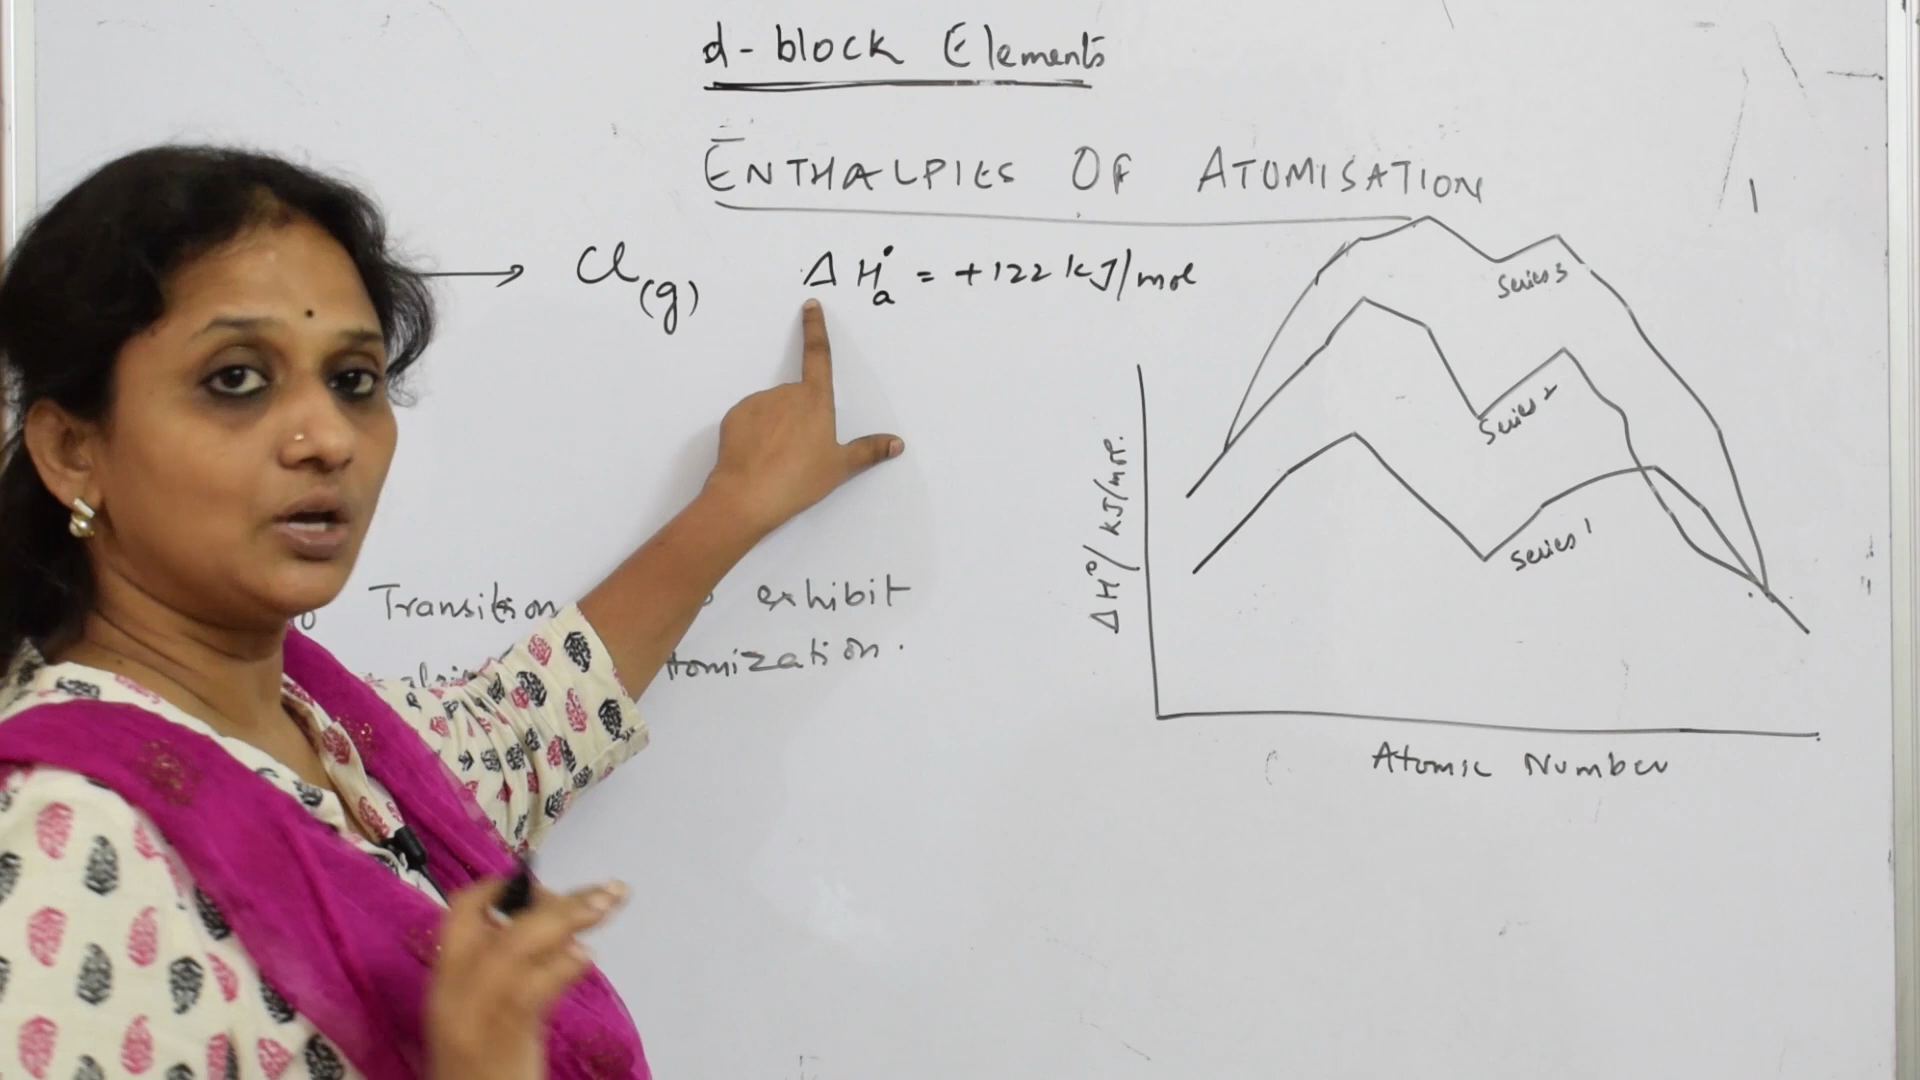 d-block Elements
ENTHALPIES OF ATOMISATION
→ Cl(g) ΔH°a = +122 kJ/mol
Series 3
Series 2
Series 1
ΔH°/ kJ/mol.
Transition exhibit
tomization.
Atomic Number